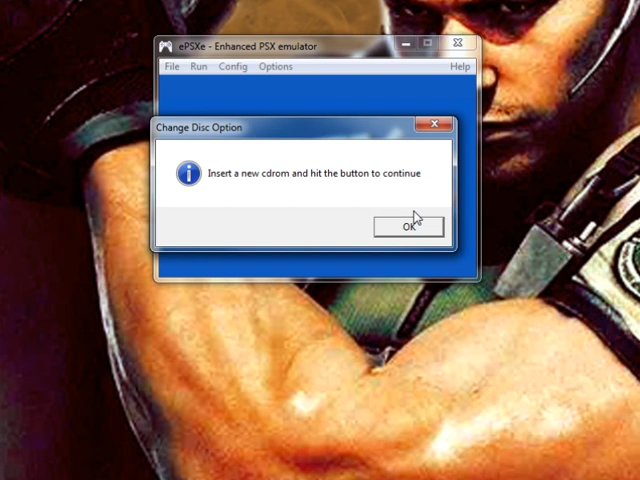 ePSXe - Enhanced PSX emulator
File Run Config Options Help
Change Disc Option
Insert a new cdrom and hit the button to continue
OK